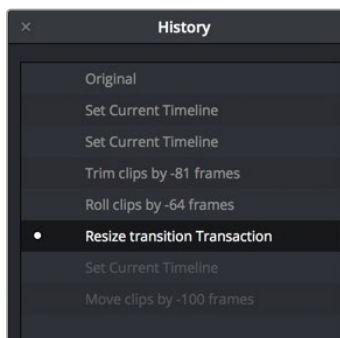 × History
Original
Set Current Timeline
Set Current Timeline
Trim clips by -81 frames
Roll clips by -64 frames
Resize transition Transaction
Set Current Timeline
Move clips by -100 frames